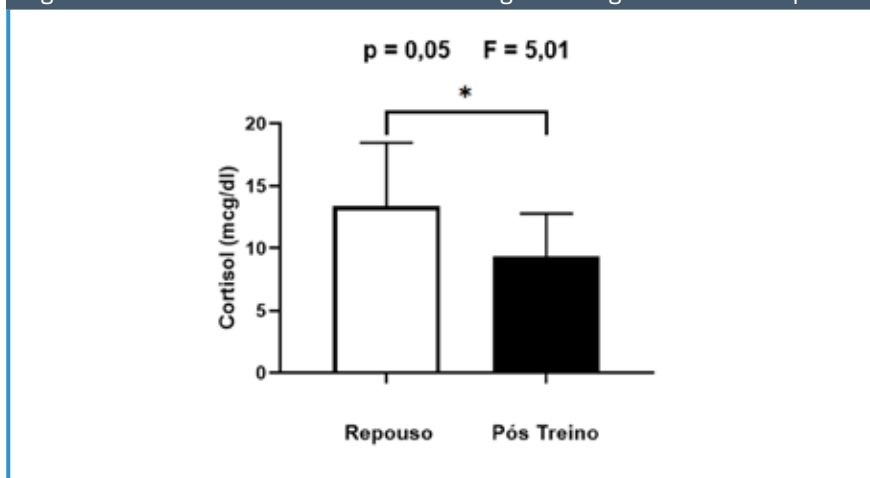 p = 0,05 F = 5,01
*
20
15
10
5
0
Cortisol (mcg/dl)
Repouso Pós Treino